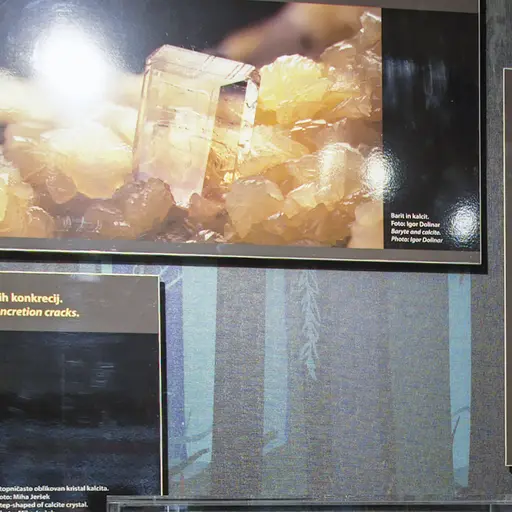 Barit in kalcit.
Foto: Igor Dolinar
Baryte and calcite.
Photo: Igor Dolinar
ih konkrecij.
ncretion cracks.
topničasto oblikovan kristal kalcita.
oto: Miha Jeršek
tep-shaped of calcite crystal.